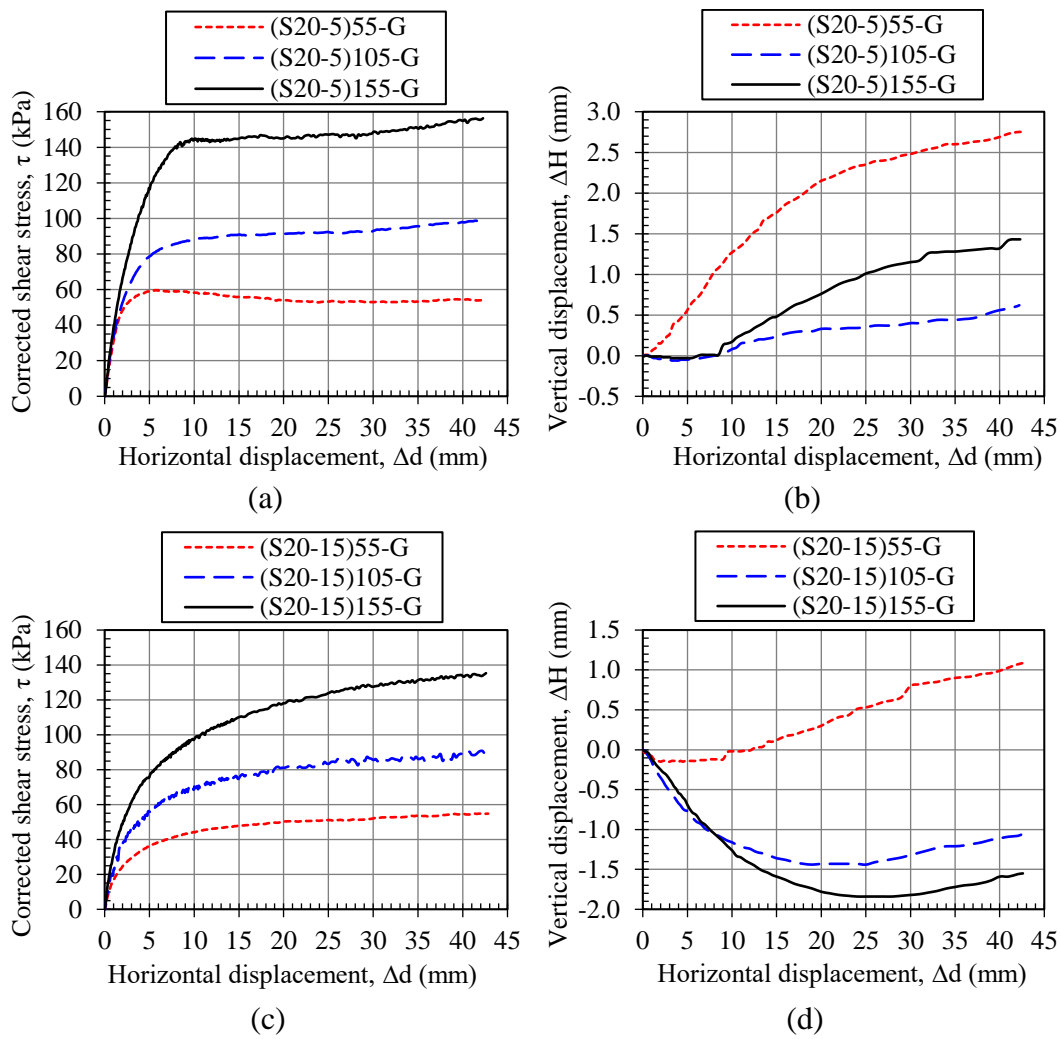 (S20-5)55-G
(S20-5)105-G
(S20-5)155-G
Corrected shear stress, τ (kPa)
160
140
120
100
80
60
40
20
0
0 5 10 15 20 25 30 35 40 45
Horizontal displacement, Δd (mm)
(a)
(S20-5)55-G
(S20-5)105-G
(S20-5)155-G
Vertical displacement, ΔH (mm)
3.0
2.5
2.0
1.5
1.0
0.5
0.0
-0.5
0 5 10 15 20 25 30 35 40 45
Horizontal displacement, Δd (mm)
(b)
(S20-15)55-G
(S20-15)105-G
(S20-15)155-G
Corrected shear stress, τ (kPa)
160
140
120
100
80
60
40
20
0
0 5 10 15 20 25 30 35 40 45
Horizontal displacement, Δd (mm)
(c)
(S20-15)55-G
(S20-15)105-G
(S20-15)155-G
Vertical displacement, ΔH (mm)
1.5
1.0
0.5
0.0
-0.5
-1.0
-1.5
-2.0
0 5 10 15 20 25 30 35 40 45
Horizontal displacement, Δd (mm)
(d)